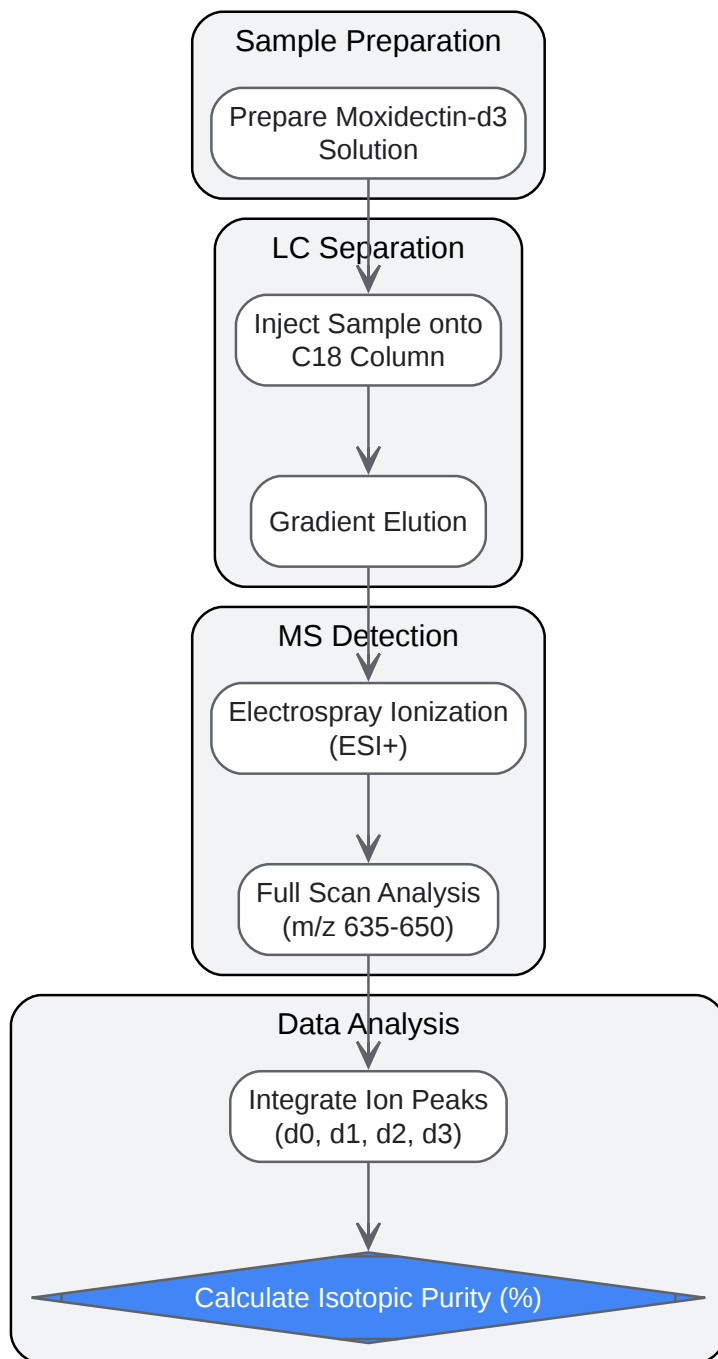 Sample Preparation
Prepare Moxidectin-d3
Solution
LC Separation
Inject Sample onto
C18 Column
Gradient Elution
MS Detection
Electrospray Ionization
(ESI+)
Full Scan Analysis
(m/z 635-650)
Data Analysis
Integrate Ion Peaks
(d0, d1, d2, d3)
Calculate Isotopic Purity (%)